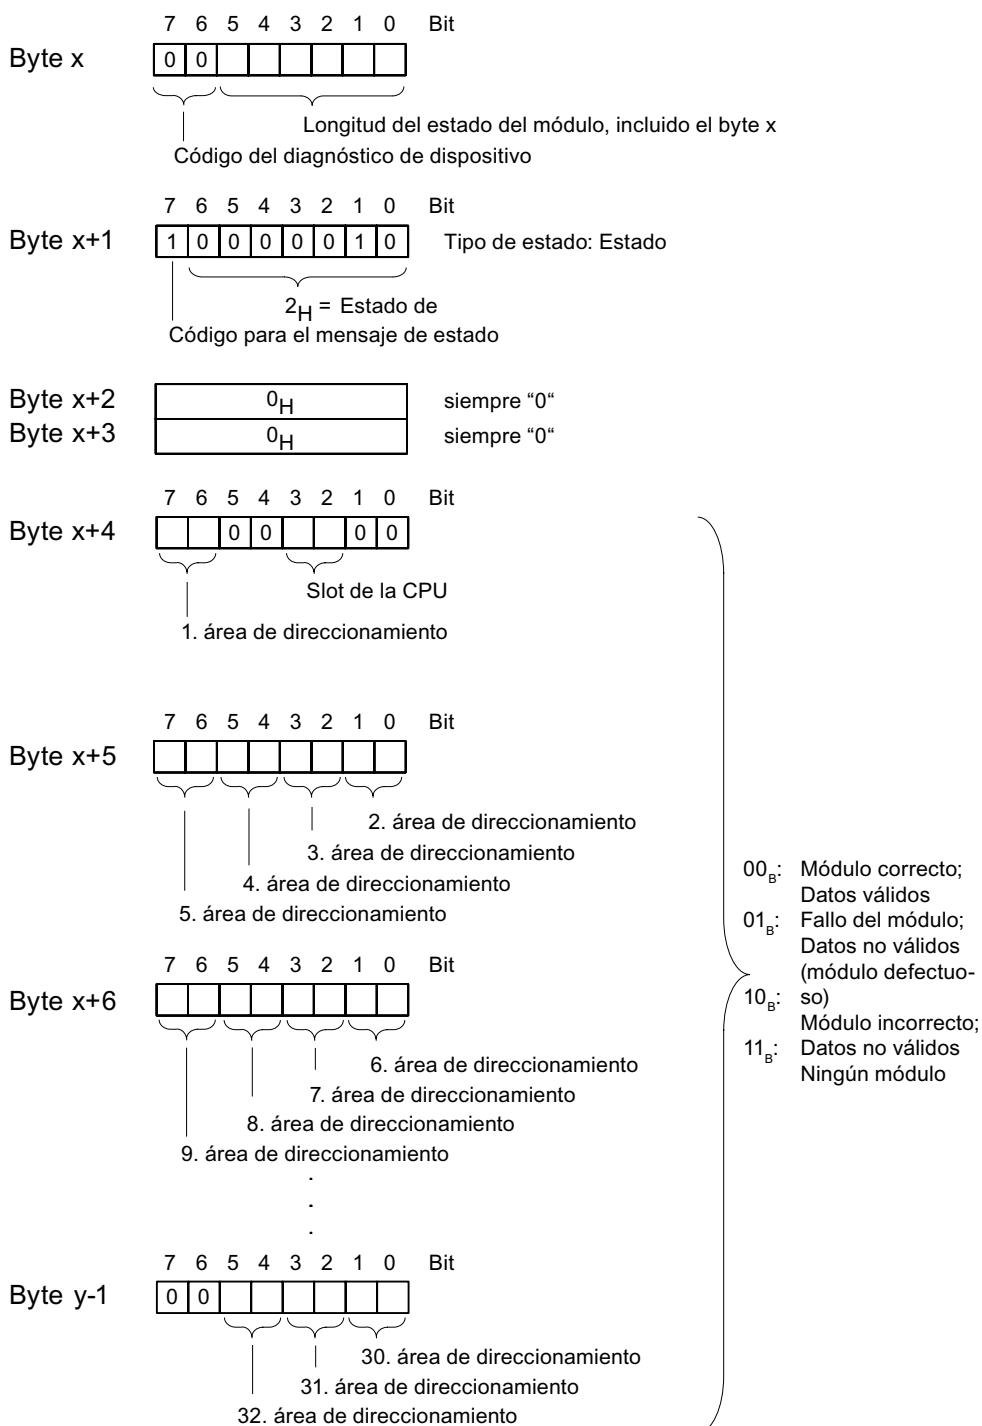 7 6 5 4 3 2 1 0 Bit
Byte x 0 0
Longitud del estado del módulo, incluido el byte x
Código del diagnóstico de dispositivo
7 6 5 4 3 2 1 0 Bit
Byte x+1 1 0 0 0 0 0 1 0 Tipo de estado: Estado
2H = Estado de
Código para el mensaje de estado
Byte x+2 0H siempre “0“
Byte x+3 0H siempre “0“
7 6 5 4 3 2 1 0 Bit
Byte x+4 0 0 0 0
Slot de la CPU
1. área de direccionamiento
7 6 5 4 3 2 1 0 Bit
Byte x+5
2. área de direccionamiento
3. área de direccionamiento
4. área de direccionamiento
5. área de direccionamiento
00B: Módulo correcto;
Datos válidos
01B: Fallo del módulo;
Datos no válidos
(módulo defectuo-
10B: so)
Módulo incorrecto;
11B: Datos no válidos
Ningún módulo
7 6 5 4 3 2 1 0 Bit
Byte x+6
6. área de direccionamiento
7. área de direccionamiento
8. área de direccionamiento
9. área de direccionamiento
.
.
.
7 6 5 4 3 2 1 0 Bit
Byte y-1 0 0
30. área de direccionamiento
31. área de direccionamiento
32. área de direccionamiento